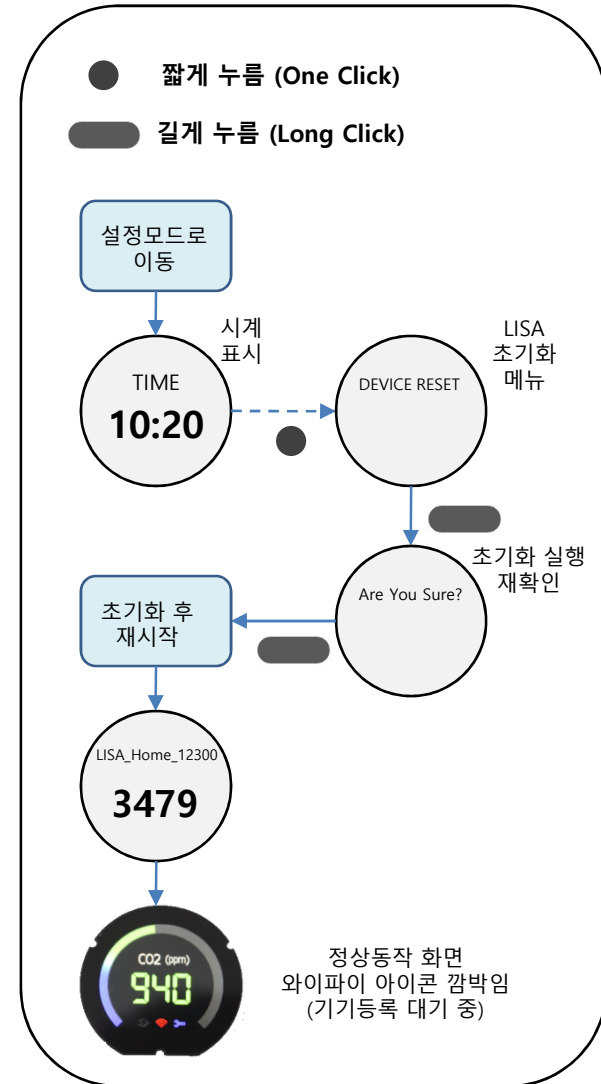 짧게 누름 (One Click)
길게 누름 (Long Click)
설정모드로
이동
시계
표시
TIME
10:20
LISA
초기화
메뉴
DEVICE RESET
초기화 실행
재확인
Are You Sure?
초기화 후
재시작
LISA_Home_12300
3479
CO2 (ppm)
940
정상동작 화면
와이파이 아이콘 깜박임
(기기등록 대기 중)